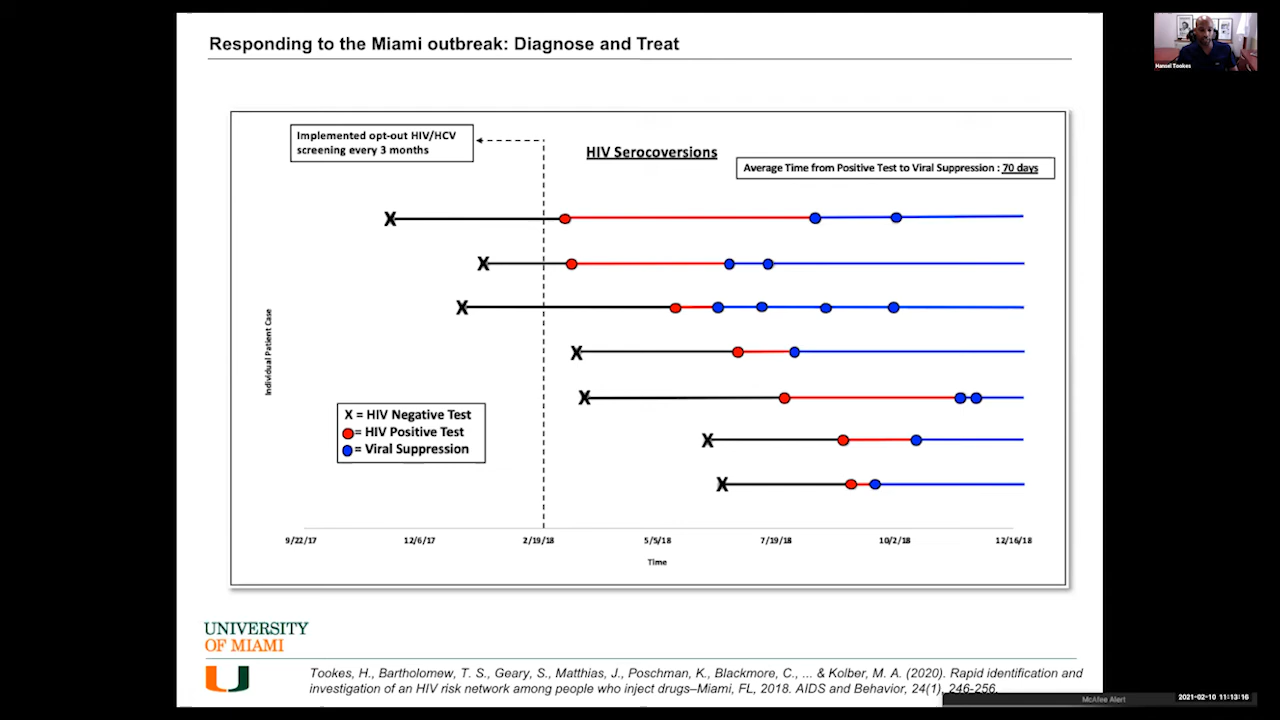 Responding to the Miami outbreak: Diagnose and Treat
Hansel Tookes
Implemented opt-out HIV/HCV
screening every 3 months
HIV Serocoversions
Average Time from Positive Test to Viral Suppression : 70 days
Individual Patient Case
X = HIV Negative Test
= HIV Positive Test
= Viral Suppression
9/22/17 12/6/17 2/19/18 5/5/18 7/19/18 10/2/18 12/16/18
Time
UNIVERSITY
OF MIAMI
Tookes, H., Bartholomew, T. S., Geary, S., Matthias, J., Poschman, K., Blackmore, C., ... & Kolber, M. A. (2020). Rapid identification and
investigation of an HIV risk network among people who inject drugs–Miami, FL, 2018. AIDS and Behavior, 24(1), 246-256.
McAfee Alert
2021-02-10 11:13:16